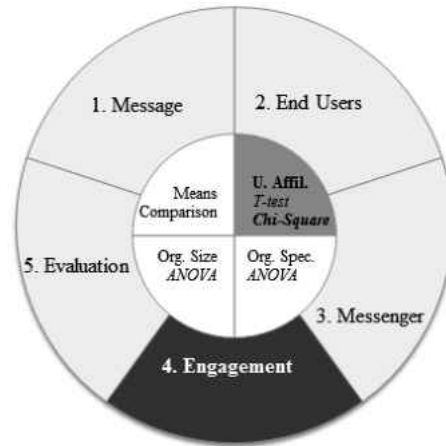 1. Message
2. End Users
Means
Comparison
U. Affil.
T-test
Chi-Square
5. Evaluation
Org. Size
ANOVA
Org. Spec.
ANOVA
3. Messenger
4. Engagement